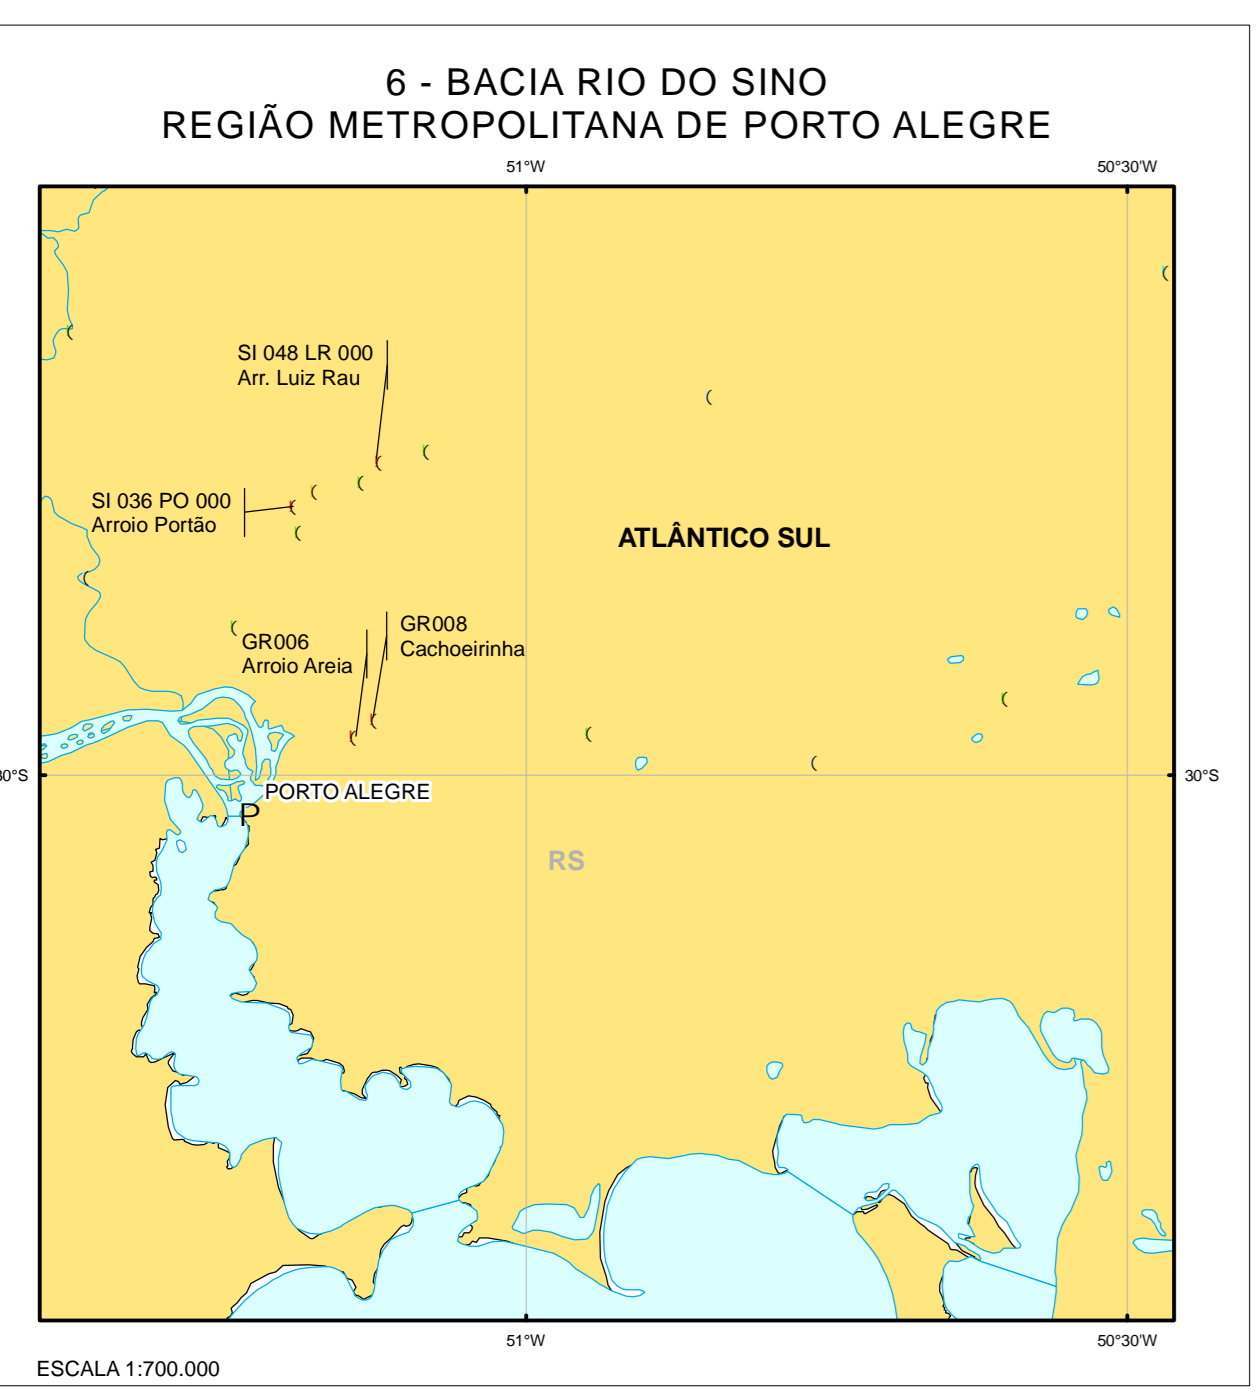 6 - BACIA RIO DO SINO
REGIÃO METROPOLITANA DE PORTO ALEGRE
51°W
50°30'W
SI 048 LR 000
Arr. Luiz Rau
SI 036 PO 000
Arroio Portão
ATLÂNTICO SUL
GR008
Cachoeirinha
GR006
Arroio Areia
30°S
30°S
PORTO ALEGRE
P
RS
51°W
50°30'W
ESCALA 1:700.000